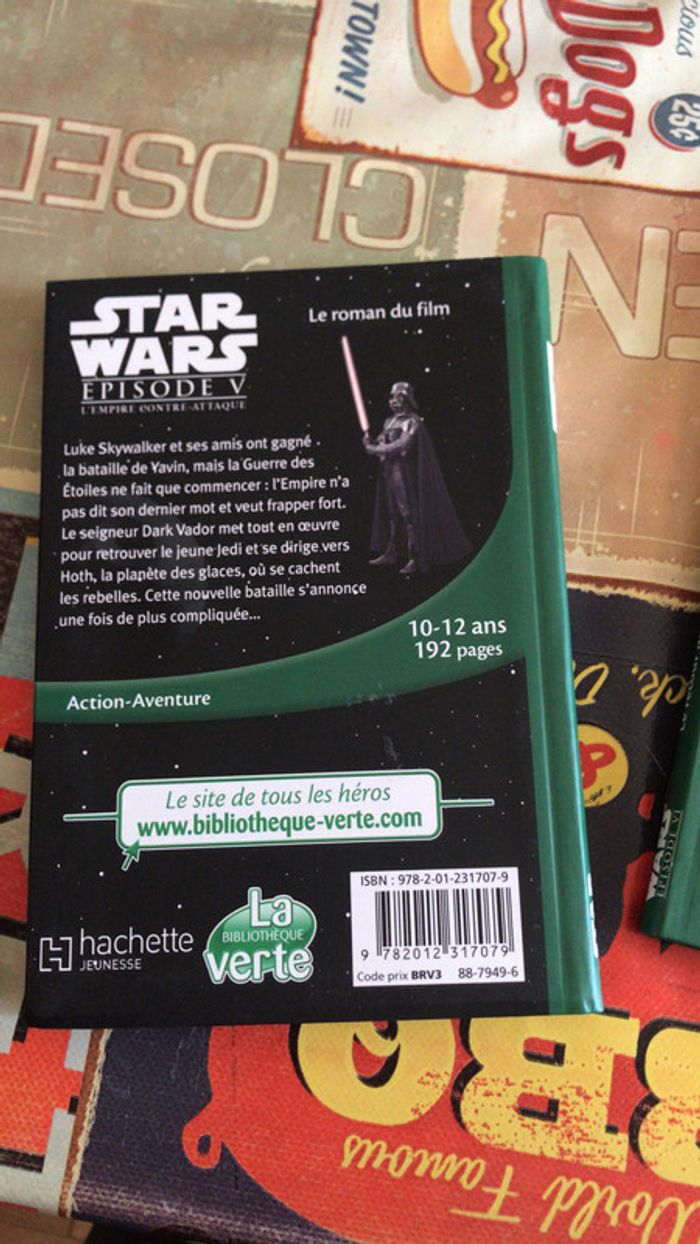 TOWN!
Dogs
25¢
CLOSED
EN
STAR
WARS
EPISODE V
L'EMPIRE CONTRE-ATTAQUE
Le roman du film
Luke Skywalker et ses amis ont gagné
la bataille de Yavin, mais la Guerre des
Étoiles ne fait que commencer : l'Empire n'a
pas dit son dernier mot et veut frapper fort.
Le seigneur Dark Vador met tout en œuvre
pour retrouver le jeune Jedi et se dirige vers
Hoth, la planète des glaces, où se cachent
les rebelles. Cette nouvelle bataille s'annonce
une fois de plus compliquée...
10-12 ans
192 pages
Action-Aventure
Le site de tous les héros
www.bibliotheque-verte.com
hachette
JEUNESSE
La
BIBLIOTHÈQUE
verte
ISBN : 978-2-01-231707-9
9 782012 317079
Code prix BRV3 88-7949-6
WARS
EPISODE V
BBQ
World Famous